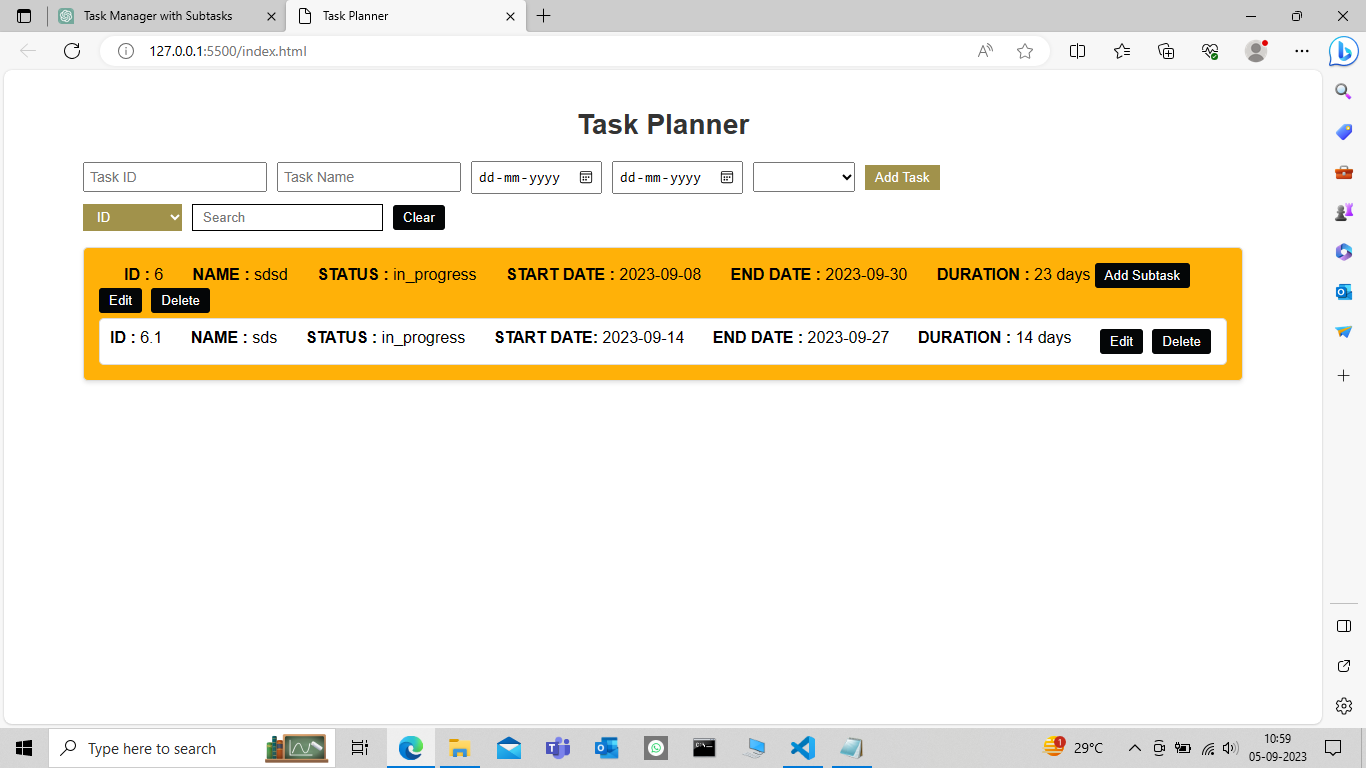 Task Manager with Subtasks
Task Planner
127.0.0.1:5500/index.html
Task Planner
Task ID Task Name dd-mm-yyyy dd-mm-yyyy Add Task
ID Search Clear
ID : 6 NAME : sdsd STATUS : in_progress START DATE : 2023-09-08 END DATE : 2023-09-30 DURATION : 23 days Add Subtask
Edit Delete
ID : 6.1 NAME : sds STATUS : in_progress START DATE: 2023-09-14 END DATE : 2023-09-27 DURATION : 14 days Edit Delete
Type here to search
1
29°C
10:59
05-09-2023